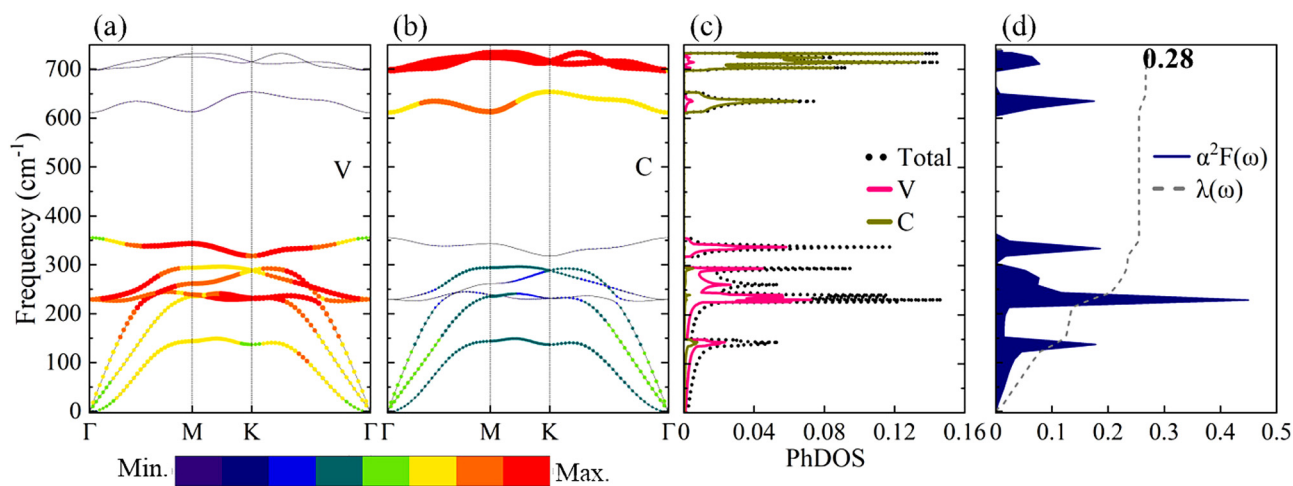 (a) (b) (c) (d)
Frequency (cm⁻¹)
700
600
500
400
300
200
100
0
V
C
0.28
Total
V
C
α²F(ω)
λ(ω)
Γ M K Γ Γ M K Γ
0 0.04 0.08 0.12 0.16 0 0.1 0.2 0.3 0.4 0.5
PhDOS
Min. Max.